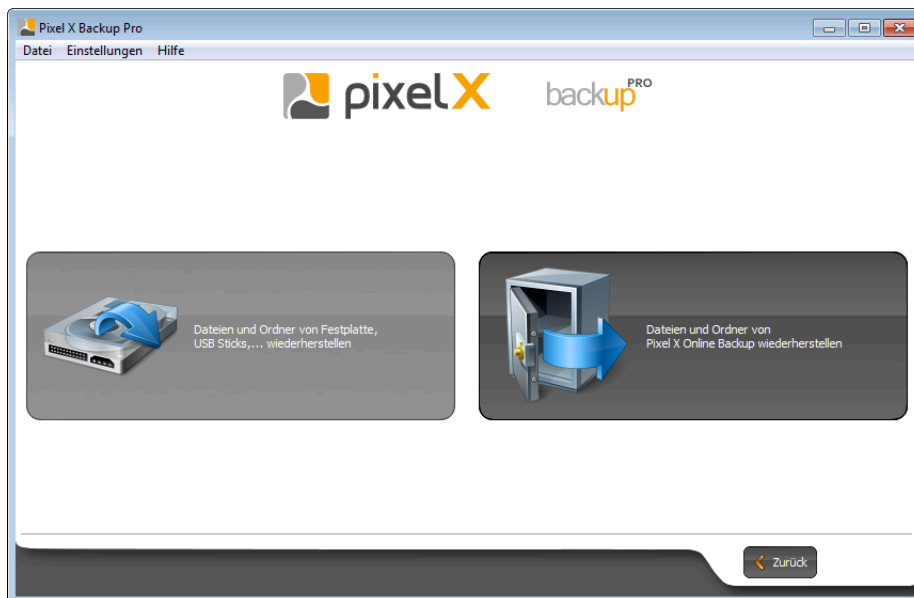 Pixel X Backup Pro
Datei Einstellungen Hilfe
pixelX
backup PRO
Dateien und Ordner von Festplatte,
USB Sticks,... wiederherstellen
Dateien und Ordner von
Pixel X Online Backup wiederherstellen
Zurück